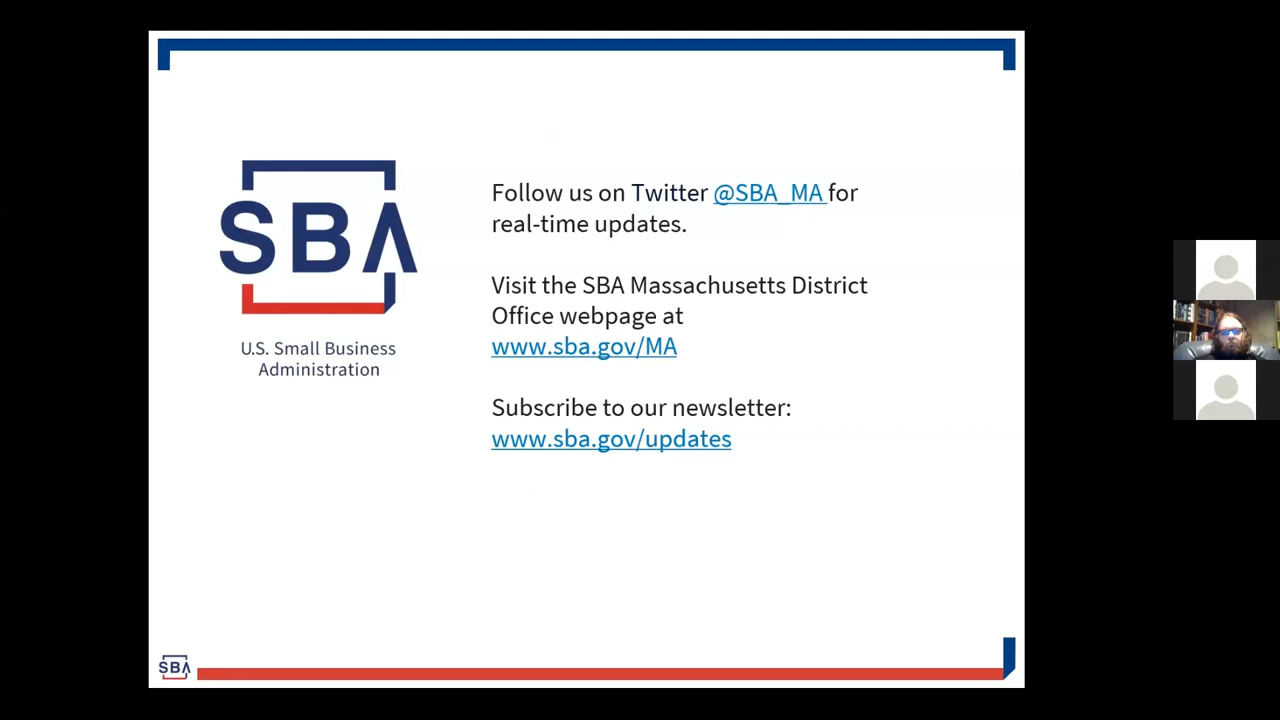 SBA
U.S. Small Business
Administration
Follow us on Twitter @SBA_MA for
real-time updates.
Visit the SBA Massachusetts District
Office webpage at
www.sba.gov/MA
Subscribe to our newsletter:
www.sba.gov/updates
SBA